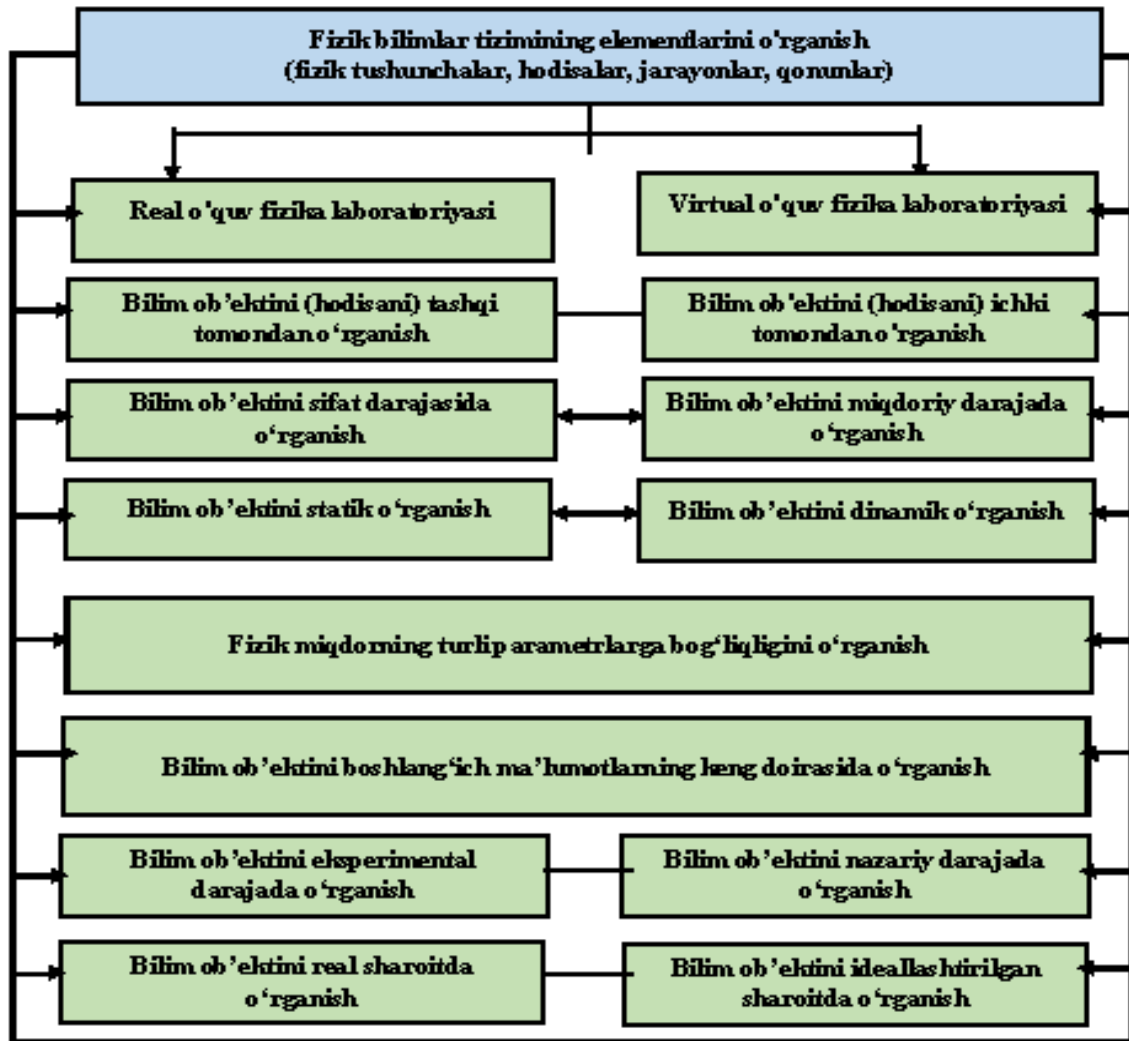 Fizik bilimlar tizimining elementlarini o'rganish
(fizik tushunchalar, hodisalar, jarayonlar, qonunlar)
Real o'quv fizika laboratoriyasi
Virtual o'quv fizika laboratoriyasi
Bilim ob’ektini (hodisani) tashqi
tomondan o‘rganish
Bilim ob'ektini (hodisani) ichki
tomondan o'rganish
Bilim ob’ektini sifat darajasida
o‘rganish
Bilim ob’ektini miqdoriy darajada
o‘rganish
Bilim ob’ektini statik o‘rganish
Bilim ob’ektini dinamik o‘rganish
Fizik miqdorning turlip arametrlarga bog‘liqligini o‘rganish
Bilim ob’ektini boshlang‘ich ma’lumotlarning keng doirasida o‘rganish
Bilim ob’ektini eksperimental
darajada o‘rganish
Bilim ob’ektini nazariy darajada
o‘rganish
Bilim ob’ektini real sharoitda
o‘rganish
Bilim ob’ektini ideallashtirilgan
sharoitda o‘rganish